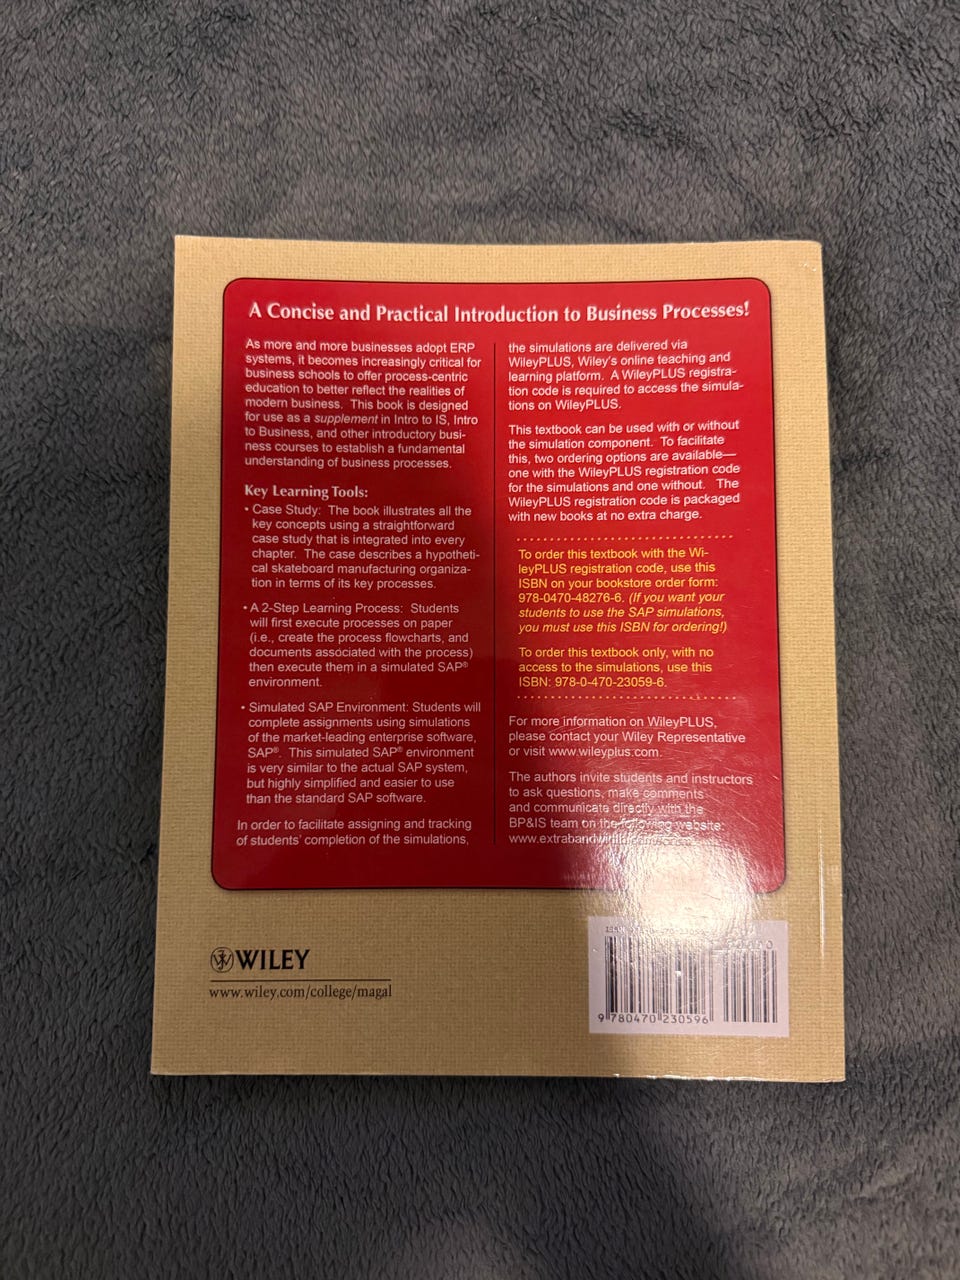 A Concise and Practical Introduction to Business Processes!
As more and more businesses adopt ERP
systems, it becomes increasingly critical for
business schools to offer process-centric
education to better reflect the realities of
modern business. This book is designed
for use as a supplement in Intro to IS, Intro
to Business, and other introductory busi-
ness courses to establish a fundamental
understanding of business processes.
Key Learning Tools:
• Case Study: The book illustrates all the
key concepts using a straightforward
case study that is integrated into every
chapter. The case describes a hypotheti-
cal skateboard manufacturing organiza-
tion in terms of its key processes.
• A 2-Step Learning Process: Students
will first execute processes on paper
(i.e., create the process flowcharts, and
documents associated with the process)
then execute them in a simulated SAP®
environment.
• Simulated SAP Environment: Students will
complete assignments using simulations
of the market-leading enterprise software,
SAP®. This simulated SAP® environment
is very similar to the actual SAP system,
but highly simplified and easier to use
than the standard SAP software.
In order to facilitate assigning and tracking
of students' completion of the simulations,
the simulations are delivered via
WileyPLUS, Wiley's online teaching and
learning platform. A WileyPLUS registra-
tion code is required to access the simula-
tions on WileyPLUS.
This textbook can be used with or without
the simulation component. To facilitate
this, two ordering options are available—
one with the WileyPLUS registration code
for the simulations and one without. The
WileyPLUS registration code is packaged
with new books at no extra charge.
To order this textbook with the Wi-
leyPLUS registration code, use this
ISBN on your bookstore order form:
978-0470-48276-6. (If you want your
students to use the SAP simulations,
you must use this ISBN for ordering!)
To order this textbook only, with no
access to the simulations, use this
ISBN: 978-0-470-23059-6.
For more information on WileyPLUS,
please contact your Wiley Representative
or visit www.wileyplus.com.
The authors invite students and instructors
to ask questions, make comments
and communicate directly with the
BP&IS team on the following website:
WILEY
www.wiley.com/college/magal
9 780470 230596